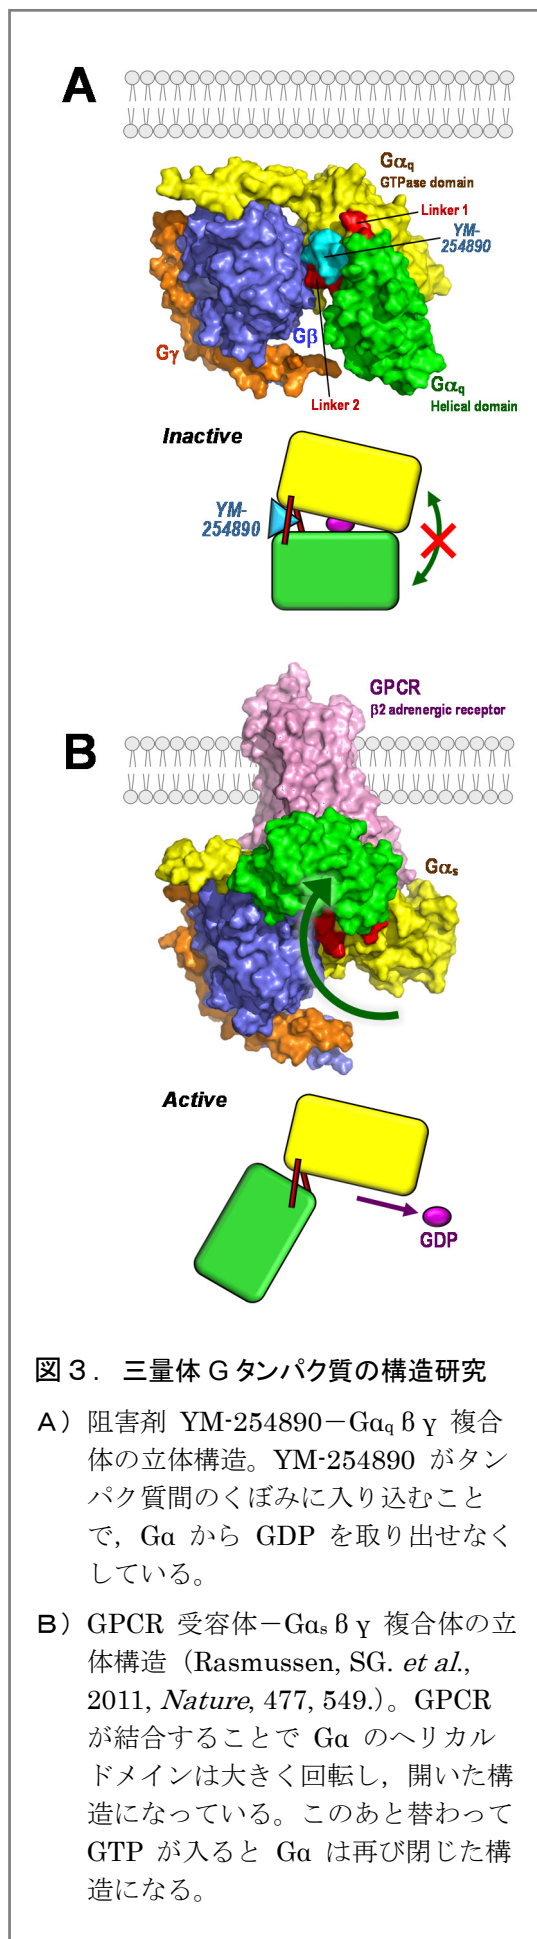 A
Gαq
GTPase domain
Linker 1
YM-
254890
Gβ
Gγ
Gαq
Helical domain
Linker 2
Inactive
YM-
254890
GPCR
β2 adrenergic receptor
B
Gαs
Active
GDP
図 3． 三量体 G タンパク質の構造研究
A）阻害剤 YM-254890－Gαq β γ 複合
体の立体構造。YM-254890 がタン
パク質間のくぼみに入り込むこと
で，Gα から GDP を取り出せなく
している。
B）GPCR 受容体－Gαs β γ 複合体の立
体構造（Rasmussen, SG. et al.,
2011, Nature, 477, 549.）。GPCR
が結合することで Gα のヘリカル
ドメインは大きく回転し，開いた構
造になっている。このあと替わって
GTP が入ると Gα は再び閉じた構
造になる。